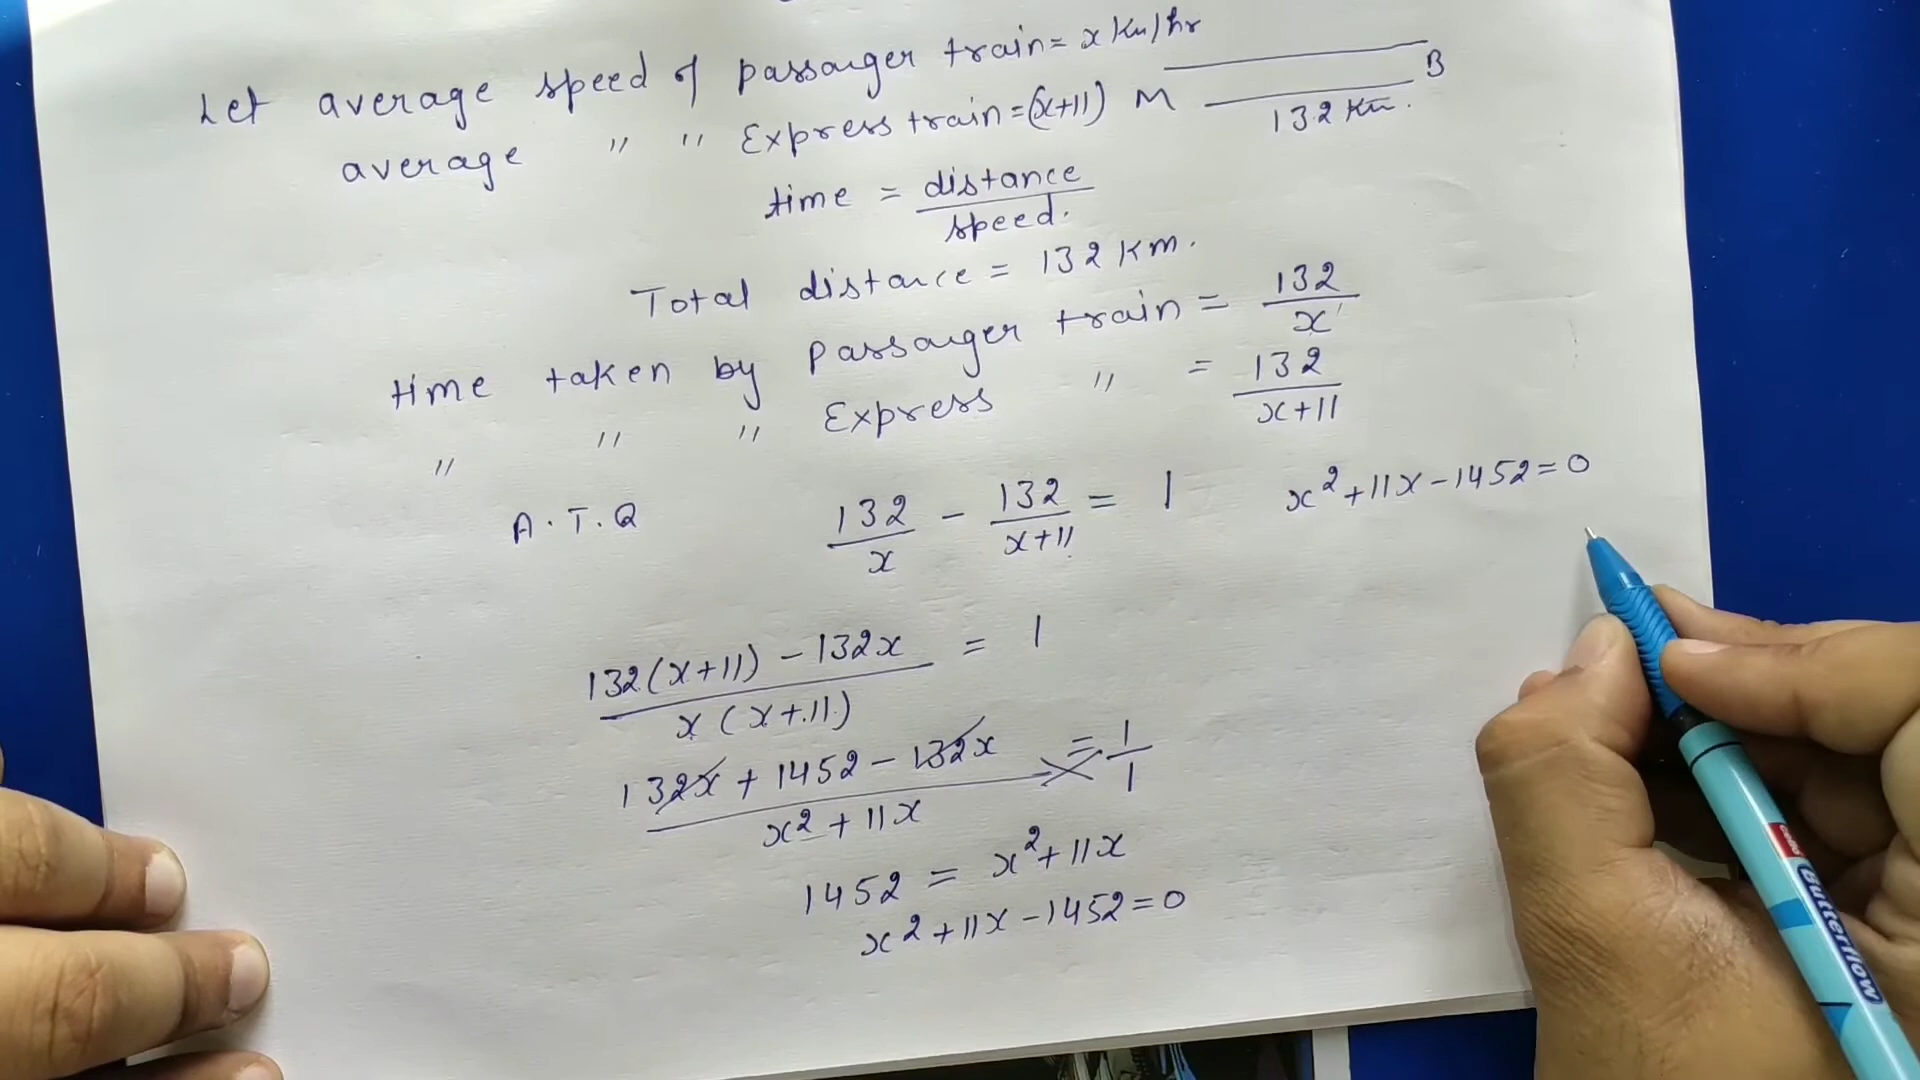 Let average speed of passanger train = x Km/hr
average " " Express train = (x+11) M B
132 Km.
time = distance/speed.
Total distance = 132 Km.
time taken by passanger train = 132/x
" " " Express " = 132/x+11
A.T.Q 132/x - 132/x+11 = 1 x²+11x-1452=0
132(x+11)-132x / x(x+11) = 1
132x+1452-132x / x²+11x = 1/1
1452 = x²+11x
x²+11x-1452=0
Cello Butterflow